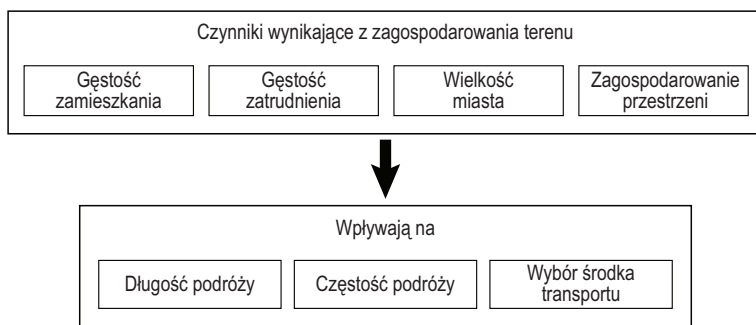 Czynniki wynikające z zagospodarowania terenu
Gęstość
zamieszkania
Gęstość
zatrudnienia
Wielkość
miasta
Zagospodarowanie
przestrzeni
Wpływają na
Długość podróży
Częstość podróży
Wybór środka
transportu